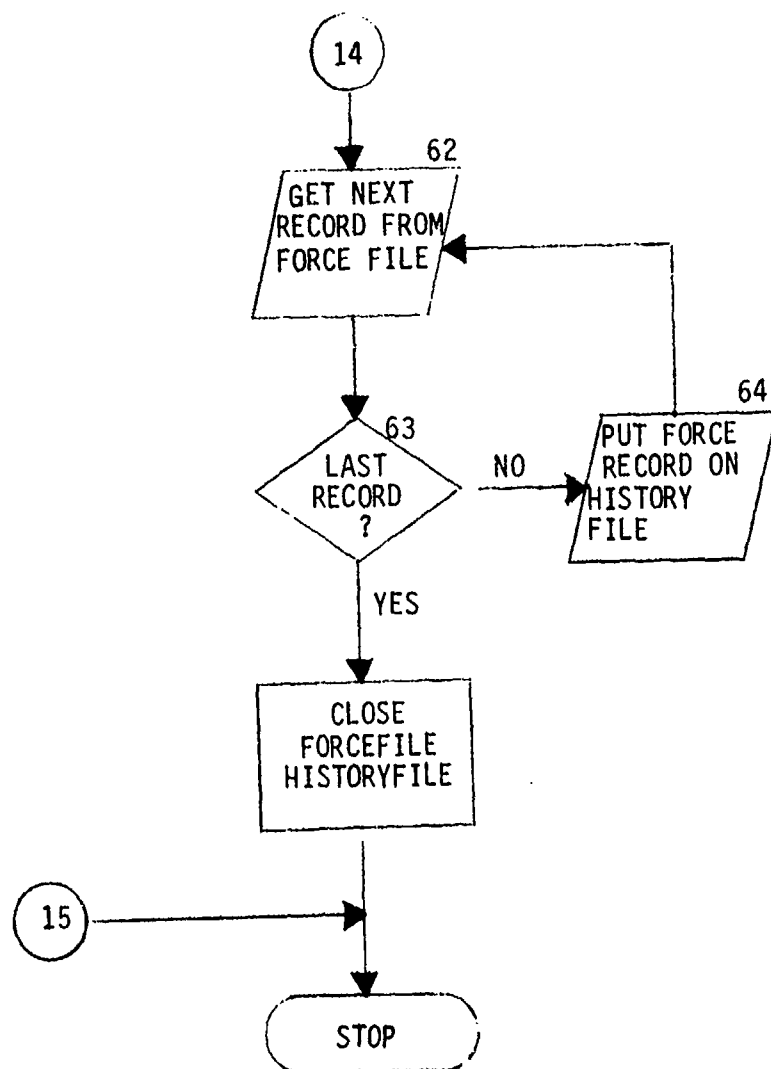 14
62
GET NEXT
RECORD FROM
FORCE FILE
63
LAST
RECORD
?
NO
64
PUT FORCE
RECORD ON
HISTORY
FILE
YES
CLOSE
FORCEFILE
HISTORYFILE
15
STOP